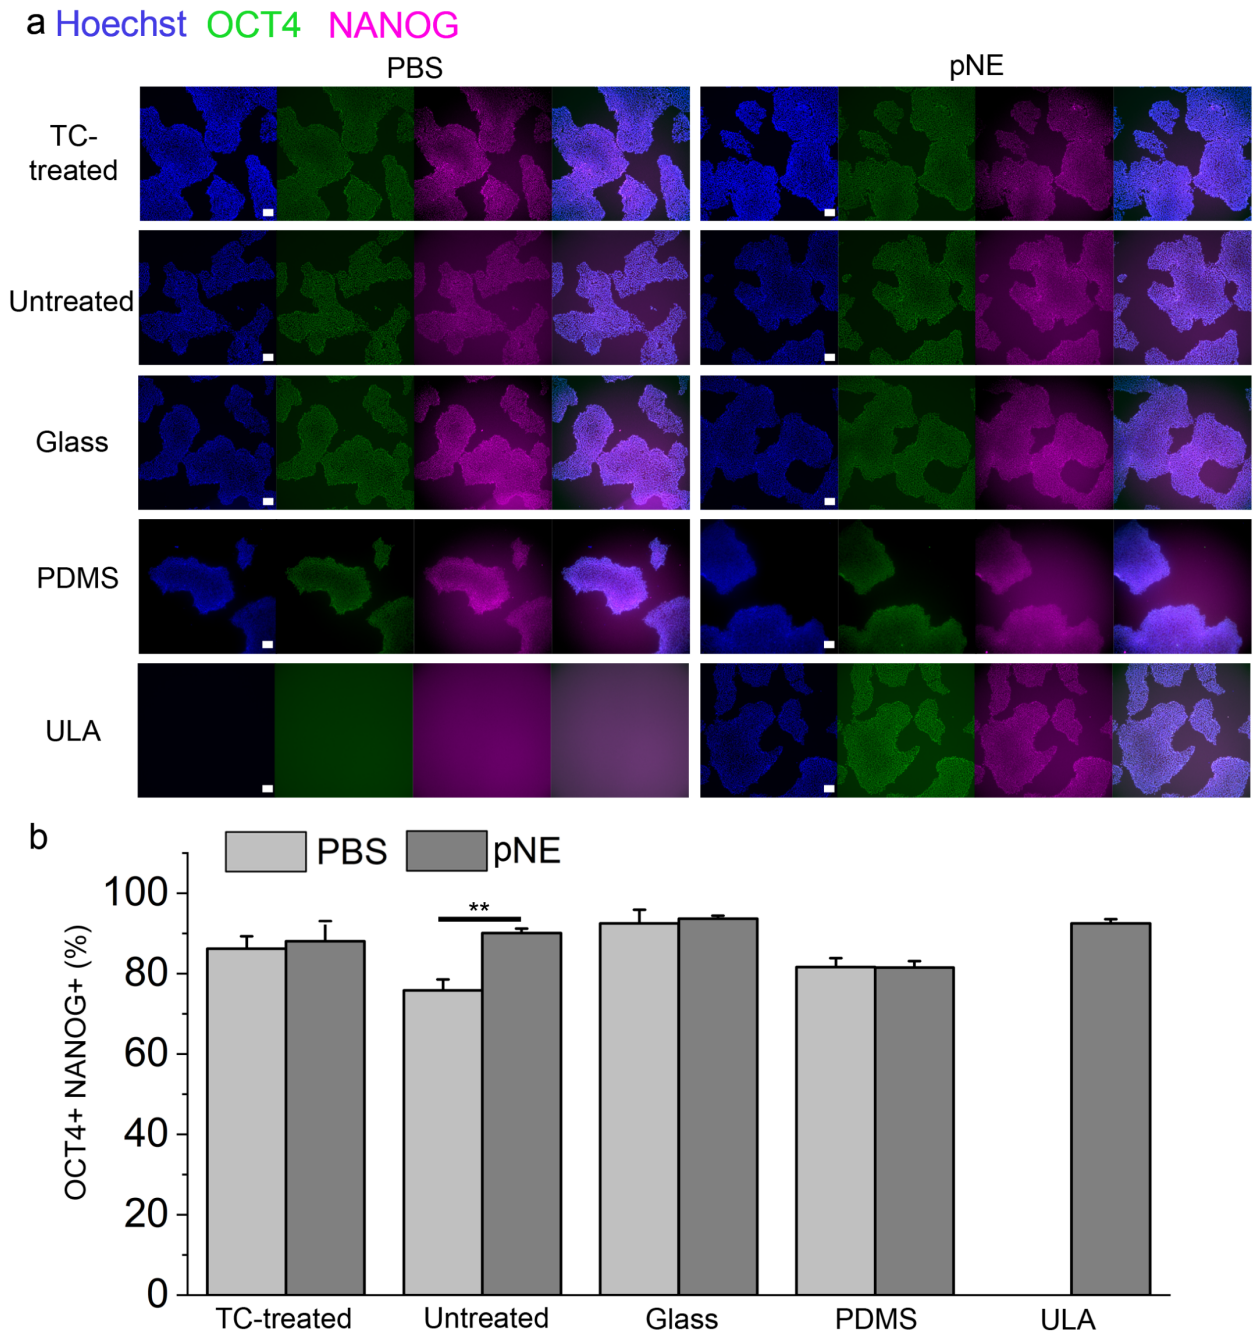 a Hoechst OCT4 NANOG
PBS pNE
TC-
treated
Untreated
Glass
PDMS
ULA
b
PBS pNE
**
OCT4+ NANOG+ (%)
100
80
60
40
20
0
TC-treated Untreated Glass PDMS ULA